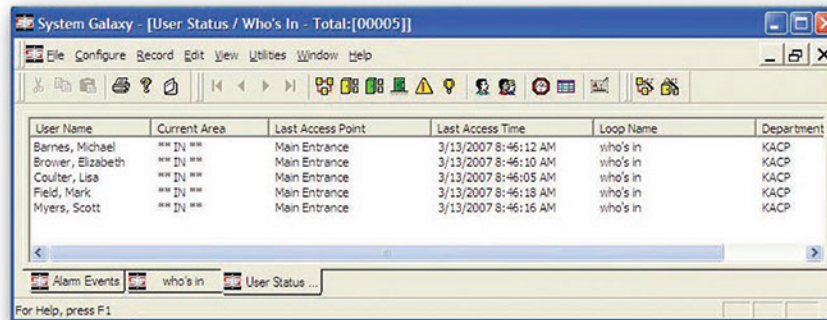 System Galaxy - [User Status / Who's In - Total:[00005]]
File Configure Record Edit View Utilities Window Help
User Name Current Area Last Access Point Last Access Time Loop Name Department
Barnes, Michael ** IN ** Main Entrance 3/13/2007 8:46:12 AM who's in KACP
Brower, Elizabeth ** IN ** Main Entrance 3/13/2007 8:46:10 AM who's in KACP
Coulter, Lisa ** IN ** Main Entrance 3/13/2007 8:46:05 AM who's in KACP
Field, Mark ** IN ** Main Entrance 3/13/2007 8:46:18 AM who's in KACP
Myers, Scott ** IN ** Main Entrance 3/13/2007 8:46:16 AM who's in KACP
Alarm Events who's in User Status ...
For Help, press F1